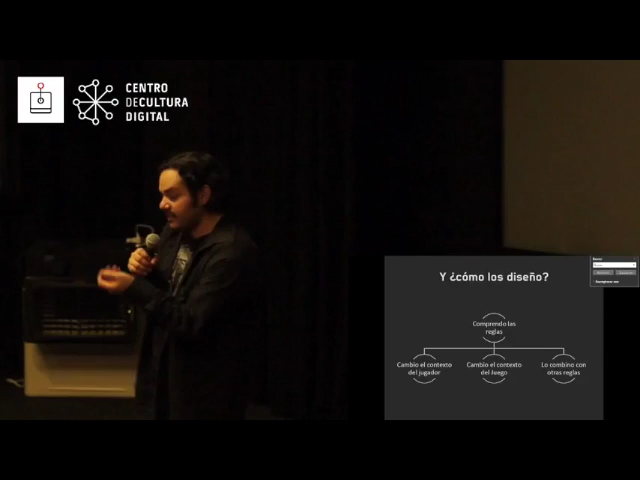 CENTRO
DECULTURA
DIGITAL
Y ¿cómo los diseño?
Comprendo las
reglas
Cambio el contexto
del jugador
Cambio el contexto
del Juego
Lo combino con
otras reglas